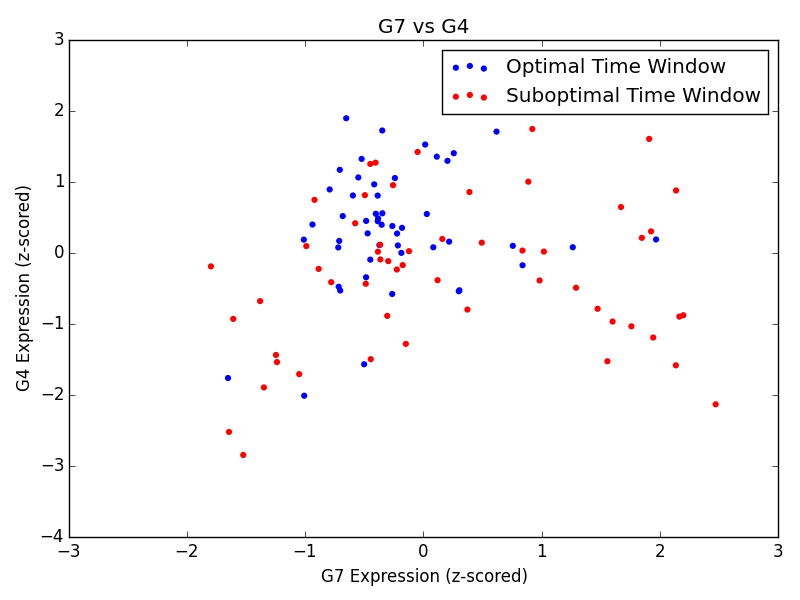 G7 vs G4
Optimal Time Window
Suboptimal Time Window
3
2
1
0
−1
−2
−3
−4
G4 Expression (z-scored)
−3 −2 −1 0 1 2 3
G7 Expression (z-scored)